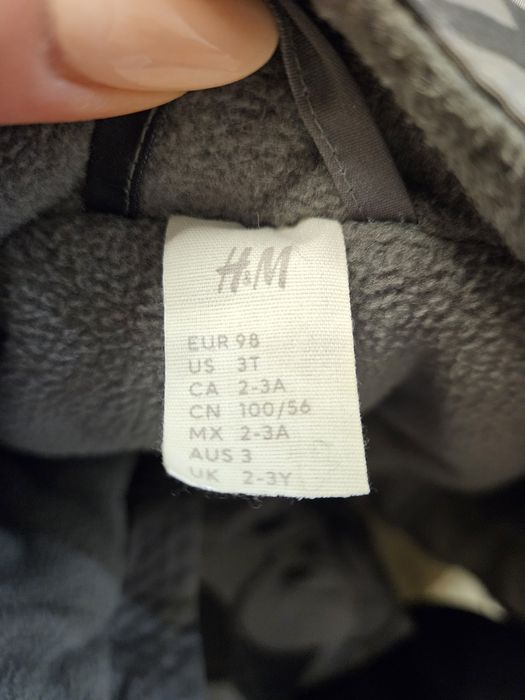 H&M
EUR 98
US 3T
CA 2-3A
CN 100/56
MX 2-3A
AUS 3
UK 2-3Y